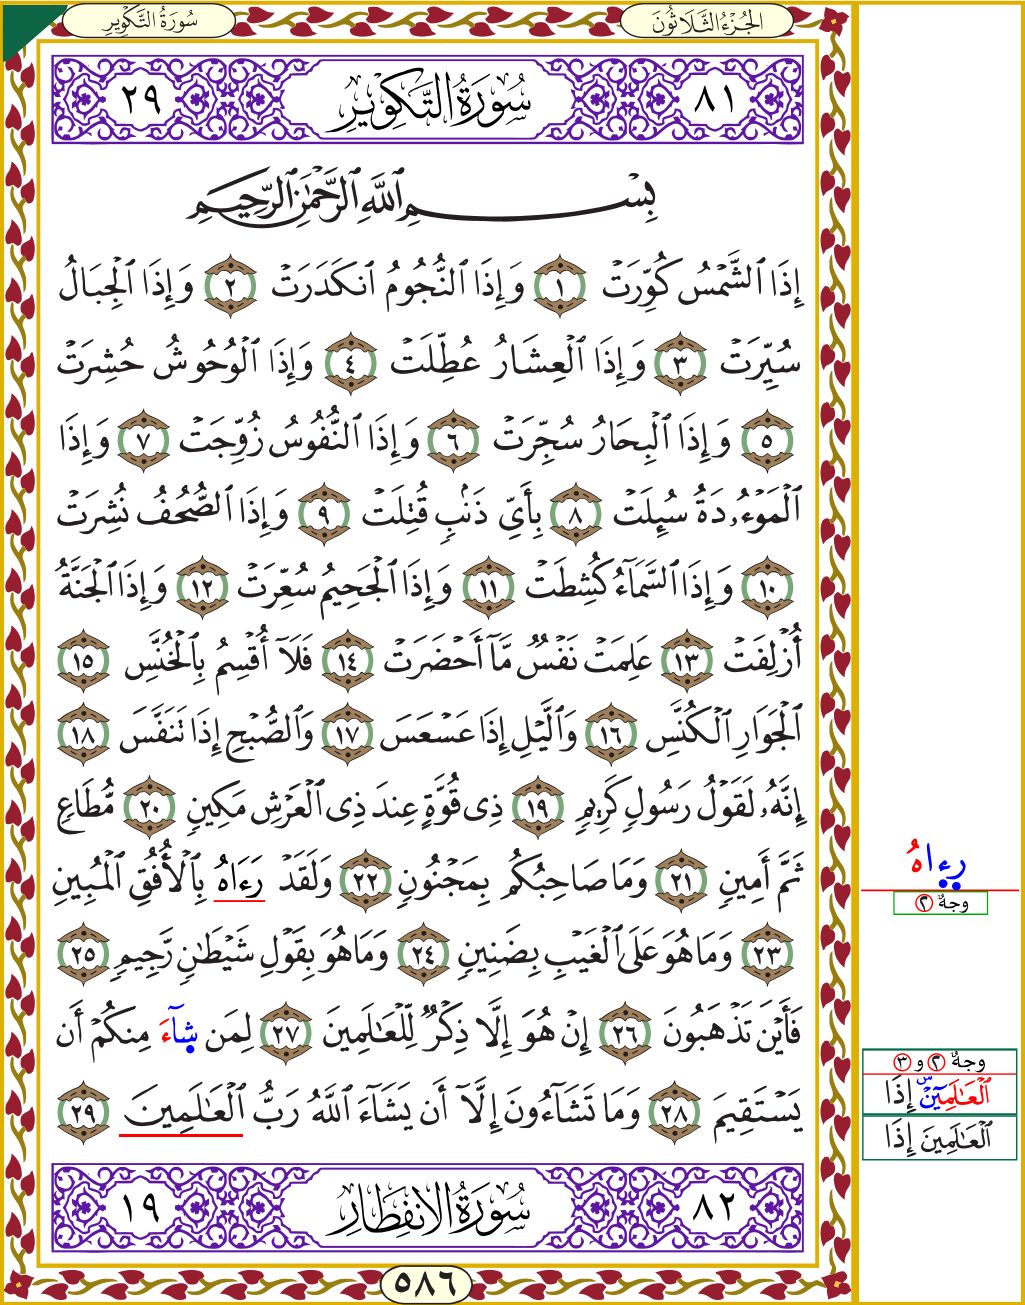 سُورَةُ التَّكْوِيرِ
الجُزْءُ الثَّلَاثُونَ
٨١ سُورَةُ التَّكْوِيرِ ٢٩
بِسْمِ ٱللَّهِ ٱلرَّحْمَٰنِ ٱلرَّحِيمِ
إِذَا ٱلشَّمْسُ كُوِّرَتْ ١ وَإِذَا ٱلنُّجُومُ ٱنكَدَرَتْ ٢ وَإِذَا ٱلْجِبَالُ
سُيِّرَتْ ٣ وَإِذَا ٱلْعِشَارُ عُطِّلَتْ ٤ وَإِذَا ٱلْوُحُوشُ حُشِرَتْ
٥ وَإِذَا ٱلْبِحَارُ سُجِّرَتْ ٦ وَإِذَا ٱلنُّفُوسُ زُوِّجَتْ ٧ وَإِذَا
ٱلْمَوْءُۥدَةُ سُئِلَتْ ٨ بِأَىِّ ذَنۢبٍ قُتِلَتْ ٩ وَإِذَا ٱلصُّحُفُ نُشِرَتْ
١٠ وَإِذَا ٱلسَّمَآءُ كُشِطَتْ ١١ وَإِذَا ٱلْجَحِيمُ سُعِّرَتْ ١٢ وَإِذَا ٱلْجَنَّةُ
أُزْلِفَتْ ١٣ عَلِمَتْ نَفْسٌ مَّآ أَحْضَرَتْ ١٤ فَلَآ أُقْسِمُ بِٱلْخُنَّسِ ١٥
ٱلْجَوَارِ ٱلْكُنَّسِ ١٦ وَٱلَّيْلِ إِذَا عَسْعَسَ ١٧ وَٱلصُّبْحِ إِذَا تَنَفَّسَ ١٨
إِنَّهُۥ لَقَوْلُ رَسُولٍ كَرِيمٍ ١٩ ذِى قُوَّةٍ عِندَ ذِى ٱلْعَرْشِ مَكِينٍ ٢٠ مُّطَاعٍ
ثَمَّ أَمِينٍ ٢١ وَمَا صَاحِبُكُم بِمَجْنُونٍ ٢٢ وَلَقَدْ رَءَاهُ بِٱلْأُفُقِ ٱلْمُبِينِ
٢٣ وَمَا هُوَ عَلَى ٱلْغَيْبِ بِضَنِينٍ ٢٤ وَمَا هُوَ بِقَوْلِ شَيْطَٰنٍ رَّجِيمٍ ٢٥
فَأَيْنَ تَذْهَبُونَ ٢٦ إِنْ هُوَ إِلَّا ذِكْرٌ لِّلْعَٰلَمِينَ ٢٧ لِمَن شَآءَ مِنكُمْ أَن
يَسْتَقِيمَ ٢٨ وَمَا تَشَآءُونَ إِلَّآ أَن يَشَآءَ ٱللَّهُ رَبُّ ٱلْعَٰلَمِينَ ٢٩
٨٢ سُورَةُ الِانفِطَارِ ١٩
٥٨٦
رِءاهُ
وجهٌ ٢
وجهٌ ٢ و ٣
ٱلْعَٰلَمِينَ ۜ إِذَا
ٱلْعَٰلَمِينَ إِذَا